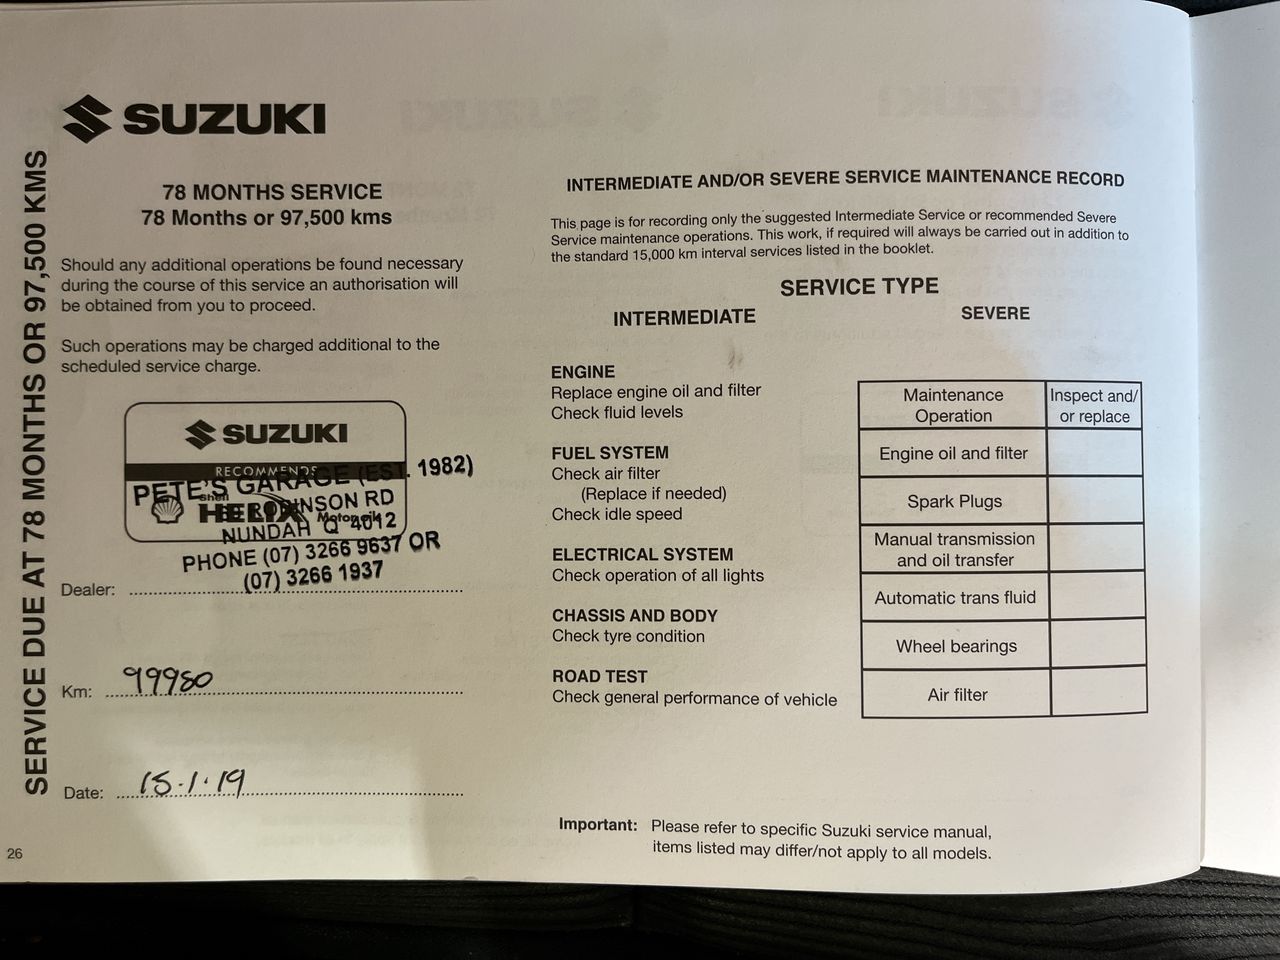 SUZUKI
SERVICE DUE AT 78 MONTHS OR 97,500 KMS
78 MONTHS SERVICE
78 Months or 97,500 kms
Should any additional operations be found necessary
during the course of this service an authorisation will
be obtained from you to proceed.
Such operations may be charged additional to the
scheduled service charge.
SUZUKI
RECOMMENDS
Shell
HELIX
PETE'S GARAGE (EST. 1982)
ROBINSON RD
NUNDAH Q 4012
PHONE (07) 3266 9637 OR
(07) 3266 1937
Dealer:
Km: 99980
Date: 15.1.19
26
INTERMEDIATE AND/OR SEVERE SERVICE MAINTENANCE RECORD
This page is for recording only the suggested Intermediate Service or recommended Severe
Service maintenance operations. This work, if required will always be carried out in addition to
the standard 15,000 km interval services listed in the booklet.
SERVICE TYPE
INTERMEDIATE
ENGINE
Replace engine oil and filter
Check fluid levels
FUEL SYSTEM
Check air filter
(Replace if needed)
Check idle speed
ELECTRICAL SYSTEM
Check operation of all lights
CHASSIS AND BODY
Check tyre condition
ROAD TEST
Check general performance of vehicle
SEVERE
Maintenance
Operation
Inspect and/
or replace
Engine oil and filter
Spark Plugs
Manual transmission
and oil transfer
Automatic trans fluid
Wheel bearings
Air filter
Important: Please refer to specific Suzuki service manual,
items listed may differ/not apply to all models.